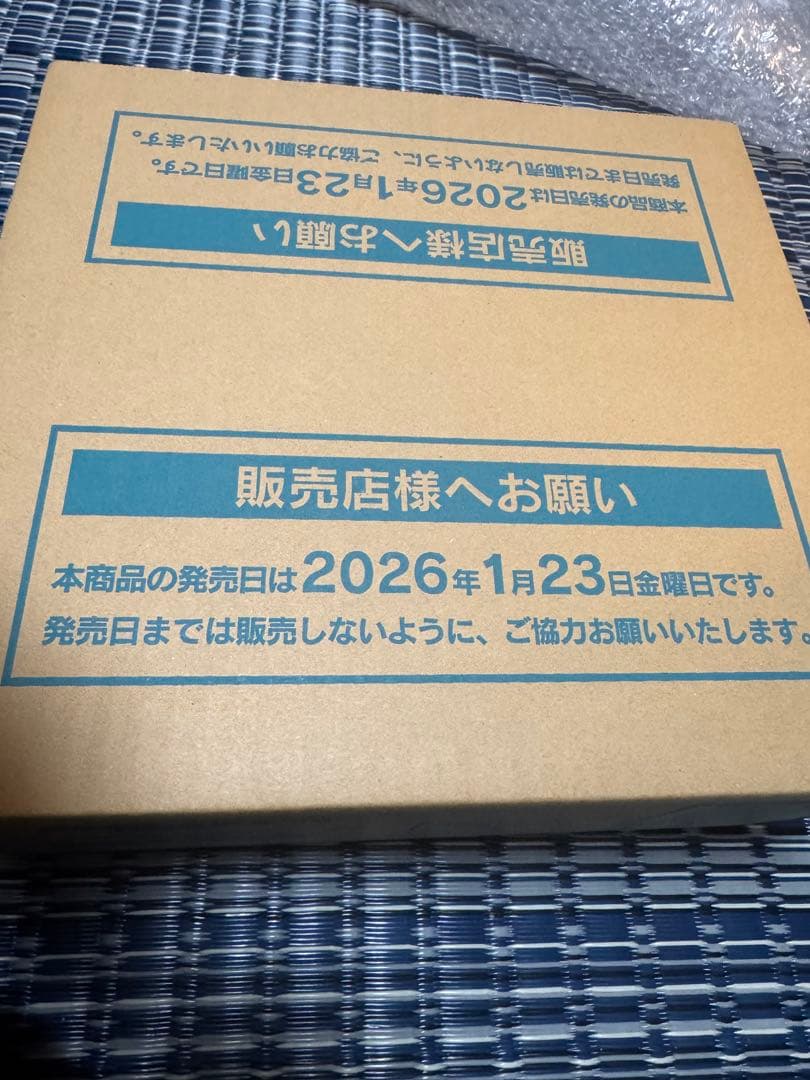 販売店様へお願い
本商品の発売日は2026年1月23日金曜日です。
発売日までは販売しないように、ご協力お願いいたします。
販売店様へお願い
本商品の発売日は2026年1月23日金曜日です。
発売日までは販売しないように、ご協力お願いいたします。